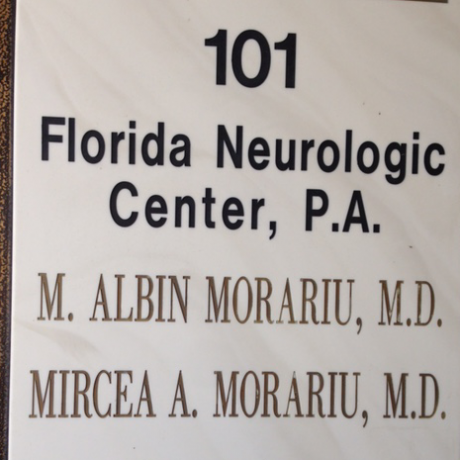 101
Florida Neurologic
Center, P.A.
M. ALBIN MORARIU, M.D.
MIRCEA A. MORARIU, M.D.